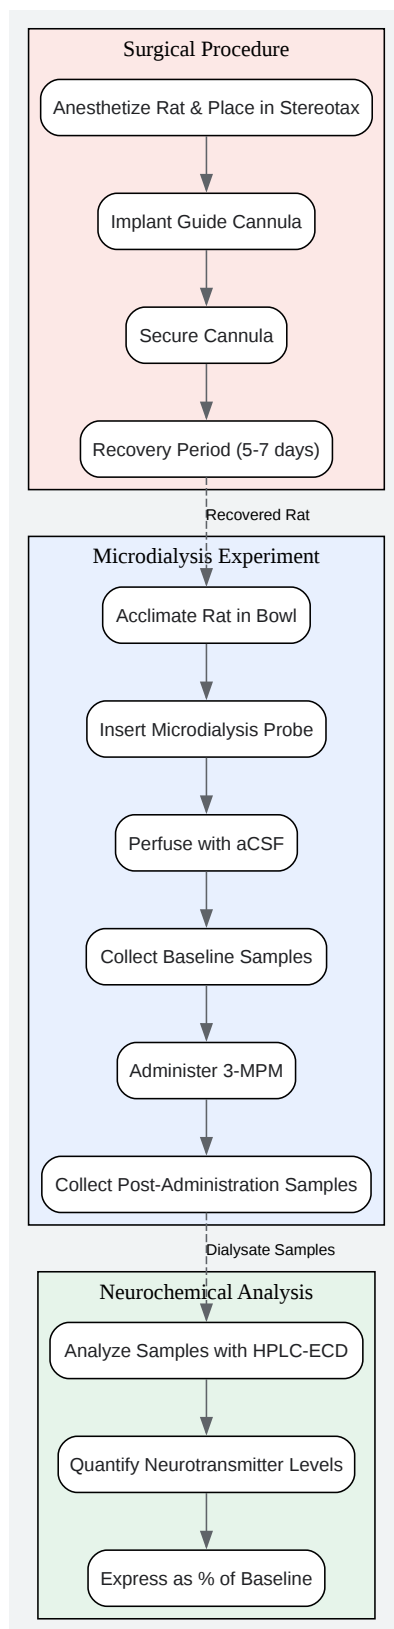 Surgical Procedure
Anesthetize Rat & Place in Stereotax
Implant Guide Cannula
Secure Cannula
Recovery Period (5-7 days)
Recovered Rat
Microdialysis Experiment
Acclimate Rat in Bowl
Insert Microdialysis Probe
Perfuse with aCSF
Collect Baseline Samples
Administer 3-MPM
Collect Post-Administration Samples
Dialysate Samples
Neurochemical Analysis
Analyze Samples with HPLC-ECD
Quantify Neurotransmitter Levels
Express as % of Baseline